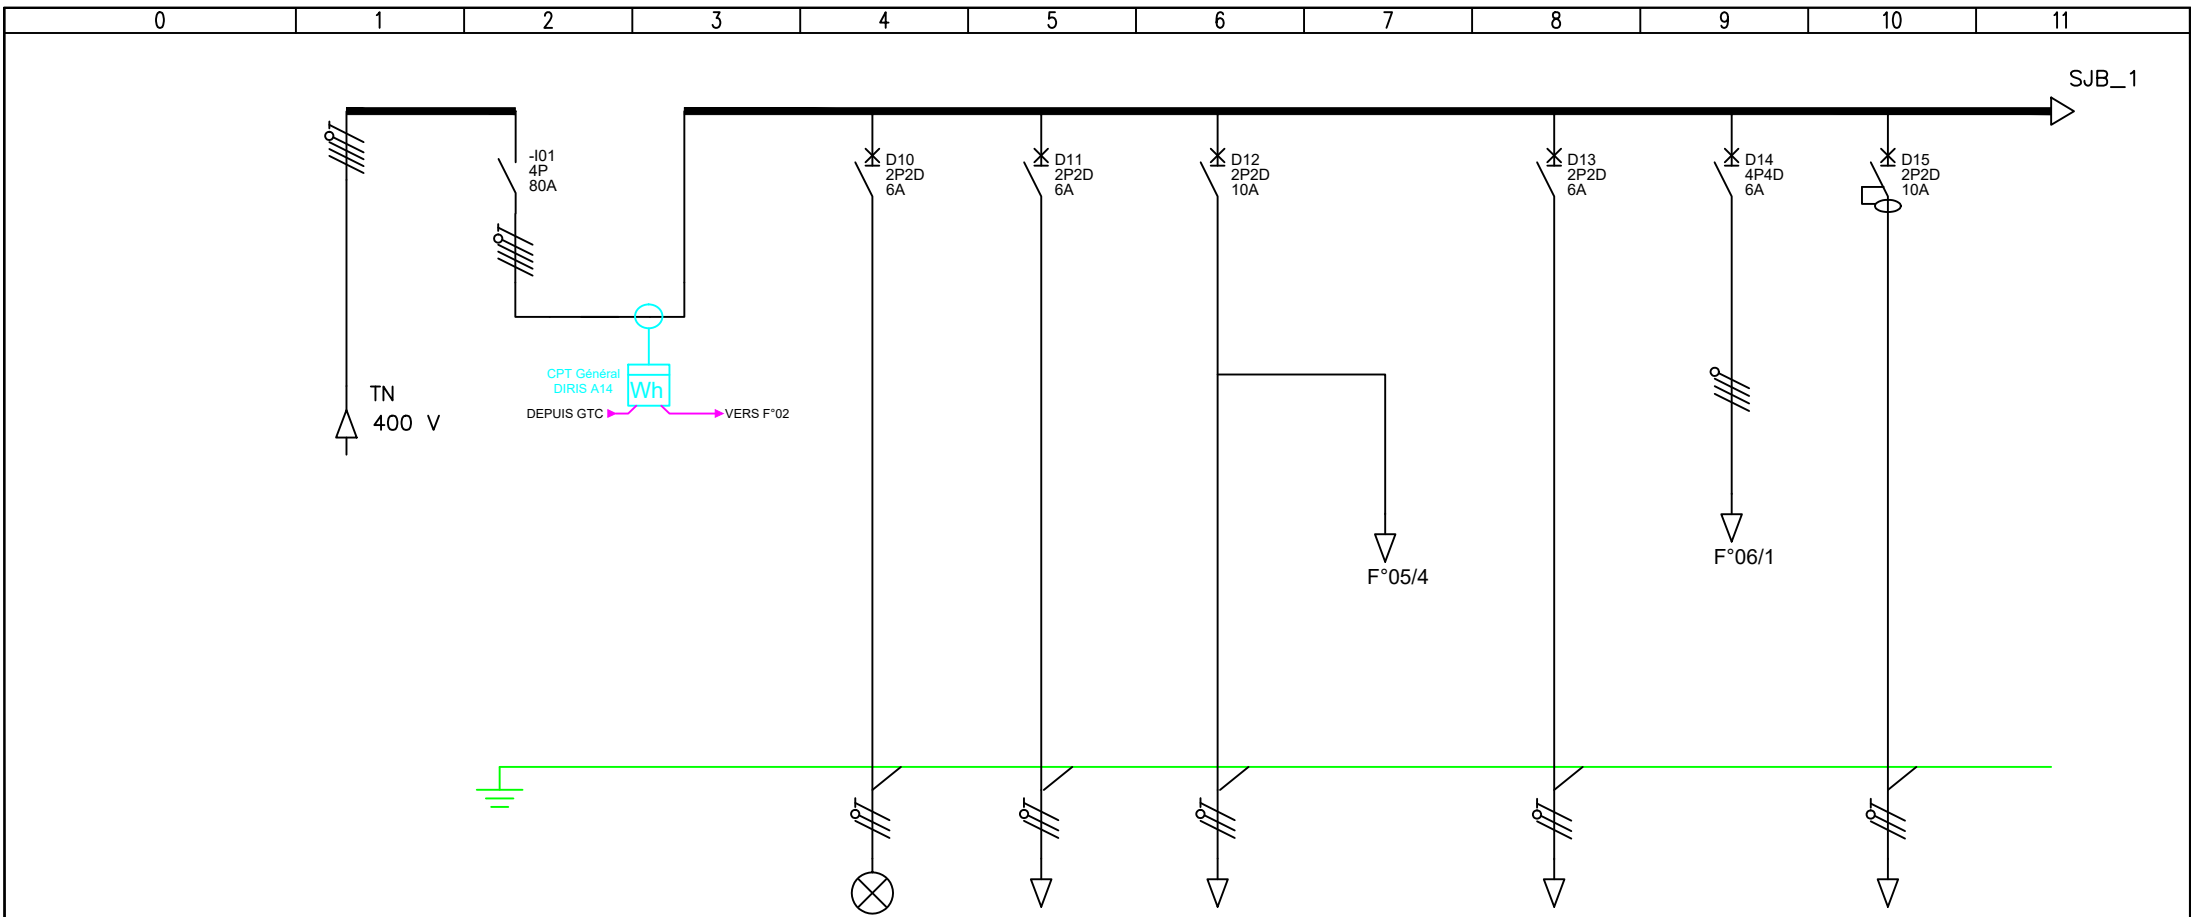 0 1 2 3 4 5 6 7 8 9 10 11
SJB_1
-I01
4P
80A
D10
2P2D
6A
D11
2P2D
6A
D12
2P2D
10A
D13
2P2D
6A
D14
4P4D
6A
D15
2P2D
10A
TN
400 V
CPT Général
DIRIS A14
Wh
DEPUIS GTC
VERS F°02
F°05/4
F°06/1